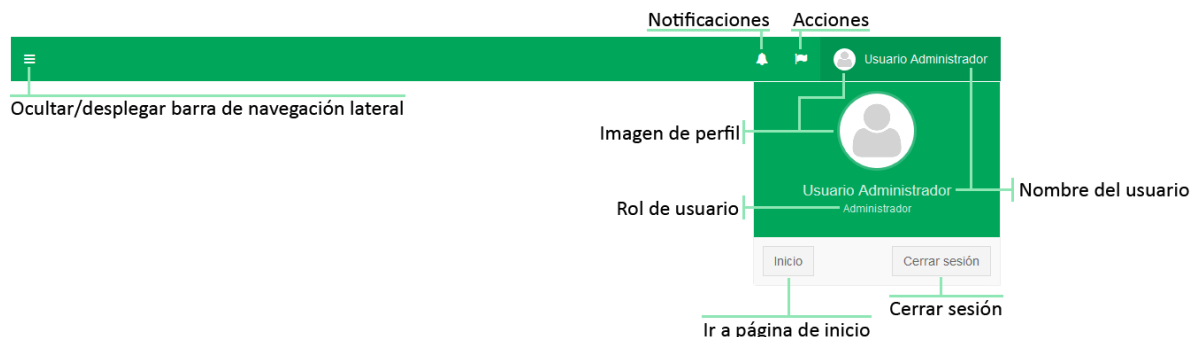 Notificaciones
Acciones
Usuario Administrador
Ocultar/desplegar barra de navegación lateral
Imagen de perfil
Usuario Administrador
Nombre del usuario
Rol de usuario
Administrador
Inicio
Cerrar sesión
Cerrar sesión
Ir a página de inicio